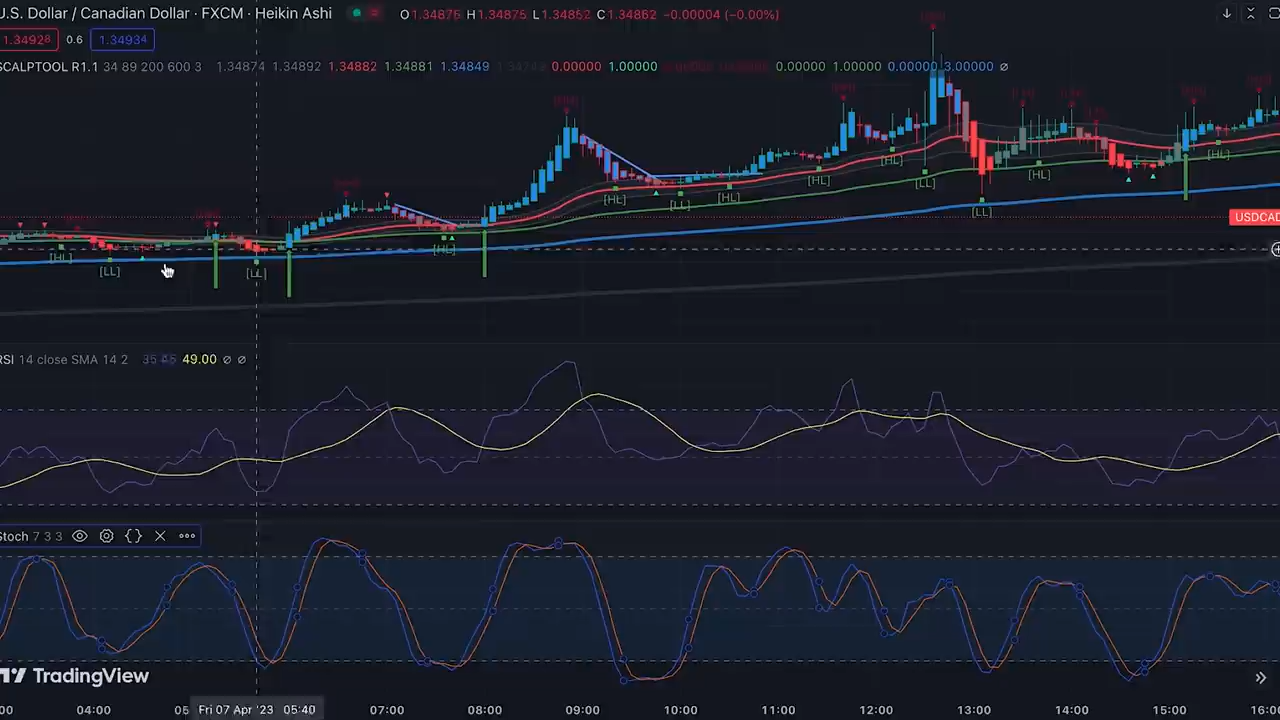 U.S. Dollar / Canadian Dollar · FXCM · Heikin Ashi O1.34876 H1.34875 L1.34852 C1.34862 −0.00004 (−0.00%)
1.34928 0.6 1.34934
SCALPTOOL R1.1 34 89 200 600 3 1.34874 1.34892 1.34882 1.34881 1.34849 0.00000 1.00000 0.00000 1.00000 0.00000 3.00000 ∅
[HL]
[LL]
[LL]
[HL]
[HL]
[LL]
[HL]
[HL]
[HL]
[LL]
[LL]
[HL]
[HL]
USDCAD
RSI 14 close SMA 14 2 49.00 ∅ ∅
Stoch 7 3 3
TradingView
04:00 05 Fri 07 Apr '23 05:40 07:00 08:00 09:00 10:00 11:00 12:00 13:00 14:00 15:00 16:00